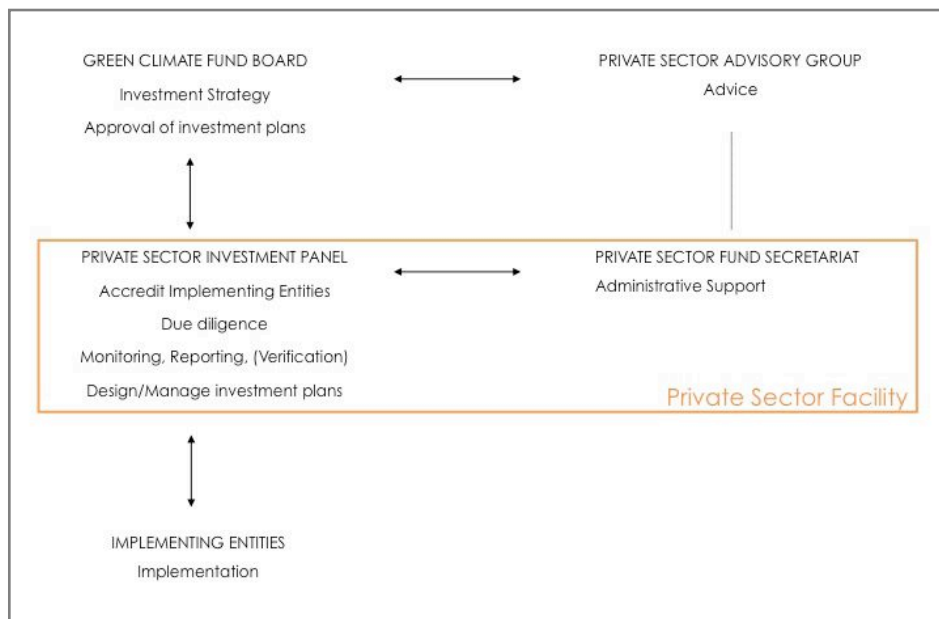 GREEN CLIMATE FUND BOARD
Investment Strategy
Approval of investment plans
PRIVATE SECTOR ADVISORY GROUP
Advice
PRIVATE SECTOR INVESTMENT PANEL
Accredit Implementing Entities
Due diligence
Monitoring, Reporting, (Verification)
Design/Manage investment plans
PRIVATE SECTOR FUND SECRETARIAT
Administrative Support
Private Sector Facility
IMPLEMENTING ENTITIES
Implementation